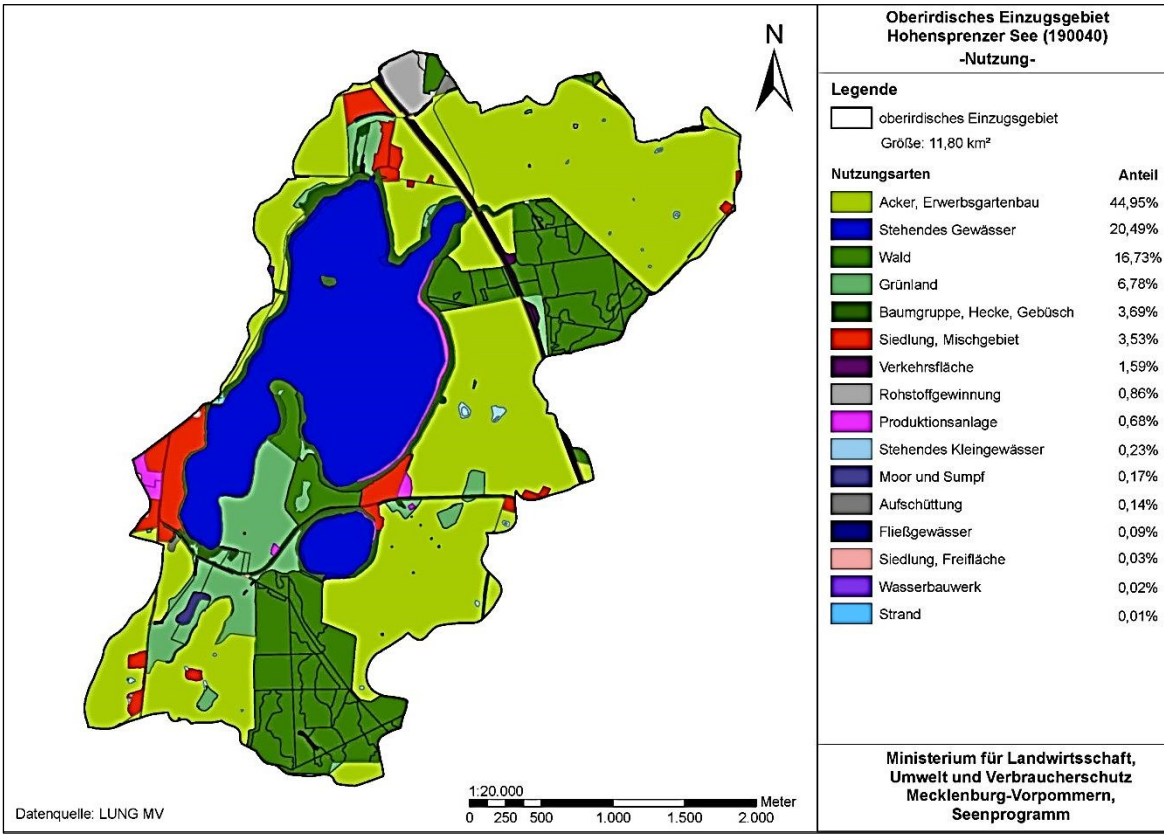 N
1:20.000
Meter
0 250 500 1.000 1.500 2.000
Datenquelle: LUNG MV
Oberirdisches Einzugsgebiet
Hohensprenzer See (190040)
-Nutzung-
Legende
oberirdisches Einzugsgebiet
Größe: 11,80 km²
Nutzungsarten Anteil
Acker, Erwerbsgartenbau 44,95%
Stehendes Gewässer 20,49%
Wald 16,73%
Grünland 6,78%
Baumgruppe, Hecke, Gebüsch 3,69%
Siedlung, Mischgebiet 3,53%
Verkehrsfläche 1,59%
Rohstoffgewinnung 0,86%
Produktionsanlage 0,68%
Stehendes Kleingewässer 0,23%
Moor und Sumpf 0,17%
Aufschüttung 0,14%
Fließgewässer 0,09%
Siedlung, Freifläche 0,03%
Wasserbauwerk 0,02%
Strand 0,01%
Ministerium für Landwirtschaft,
Umwelt und Verbraucherschutz
Mecklenburg-Vorpommern,
Seenprogramm